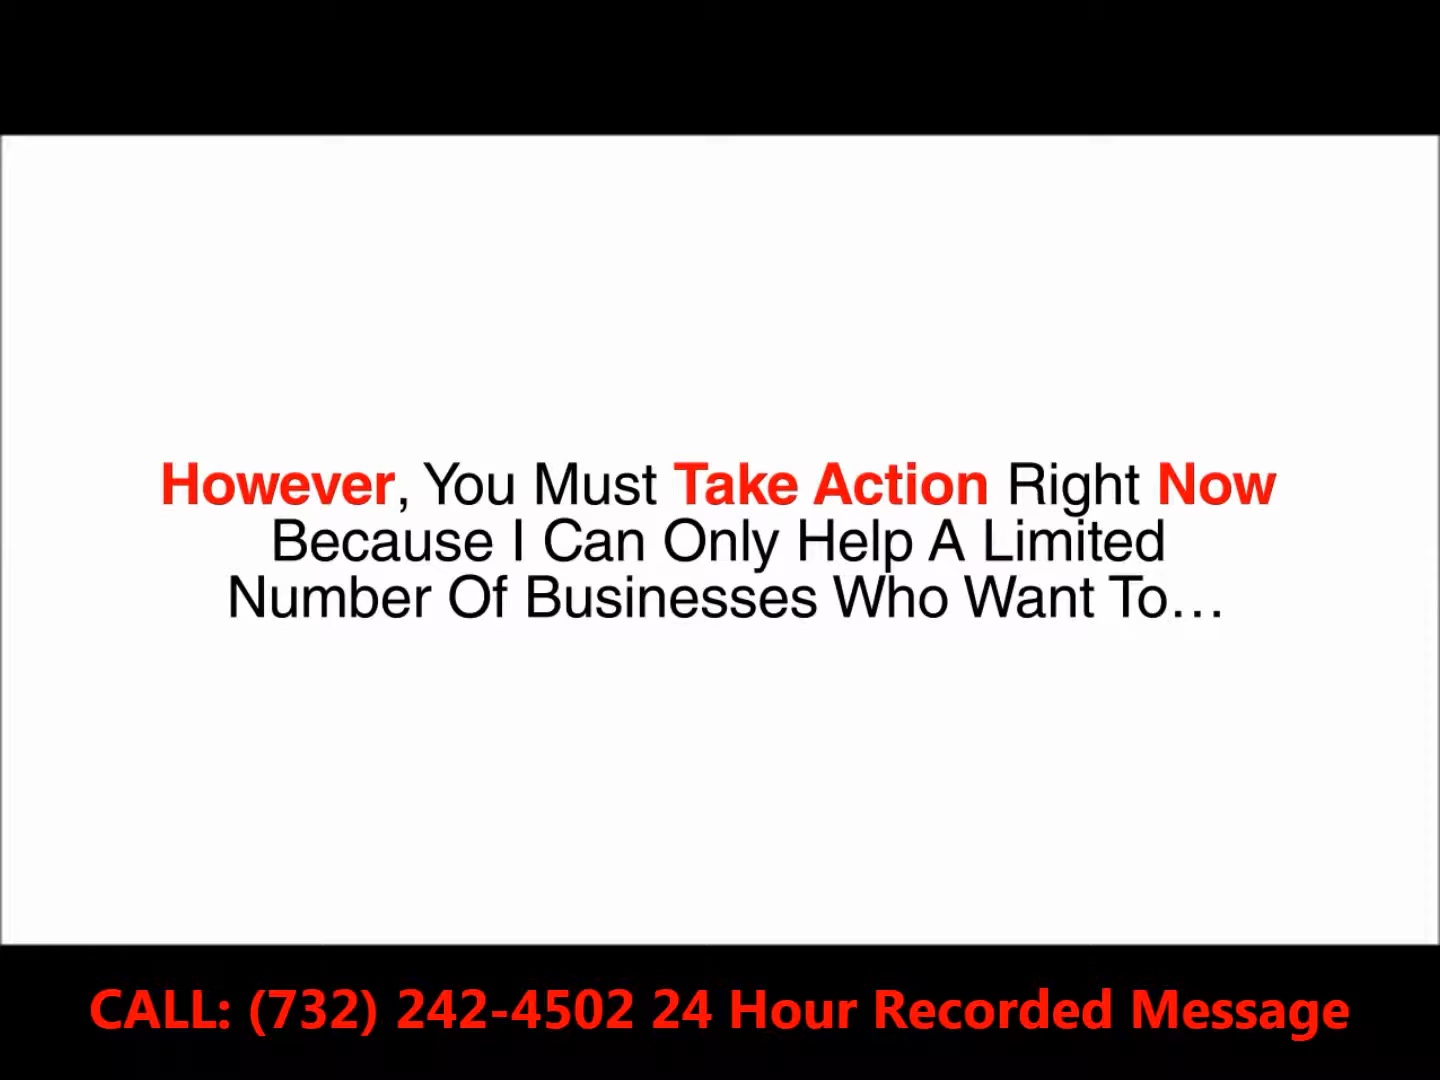 However, You Must Take Action Right Now
Because I Can Only Help A Limited
Number Of Businesses Who Want To…
CALL: (732) 242-4502 24 Hour Recorded Message